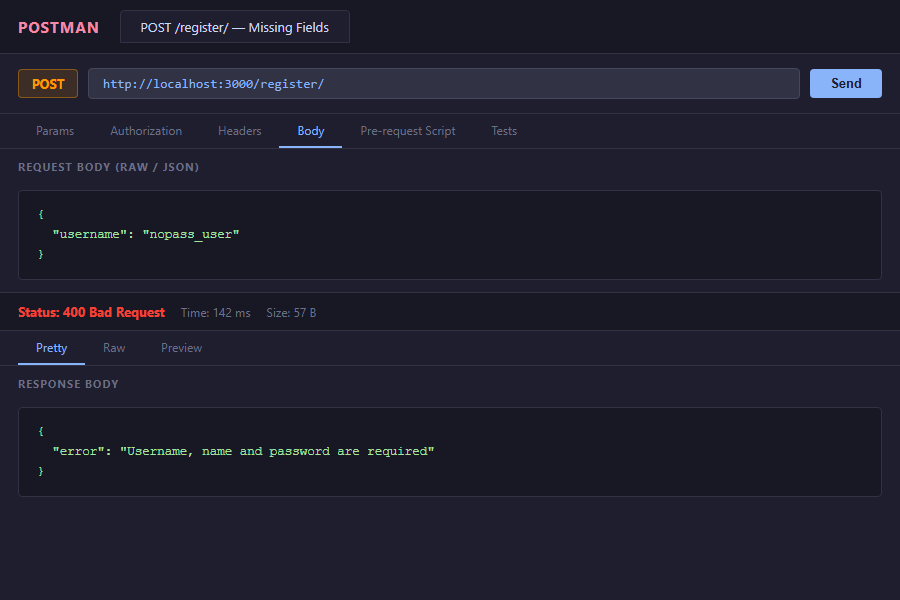 POSTMAN
POST /register/ — Missing Fields
POST
http://localhost:3000/register/
Send
Params
Authorization
Headers
Body
Pre-request Script
Tests
REQUEST BODY (RAW / JSON)
{
"username": "nopass_user"
}
Status: 400 Bad Request
Time: 142 ms
Size: 57 B
Pretty
Raw
Preview
RESPONSE BODY
{
"error": "Username, name and password are required"
}